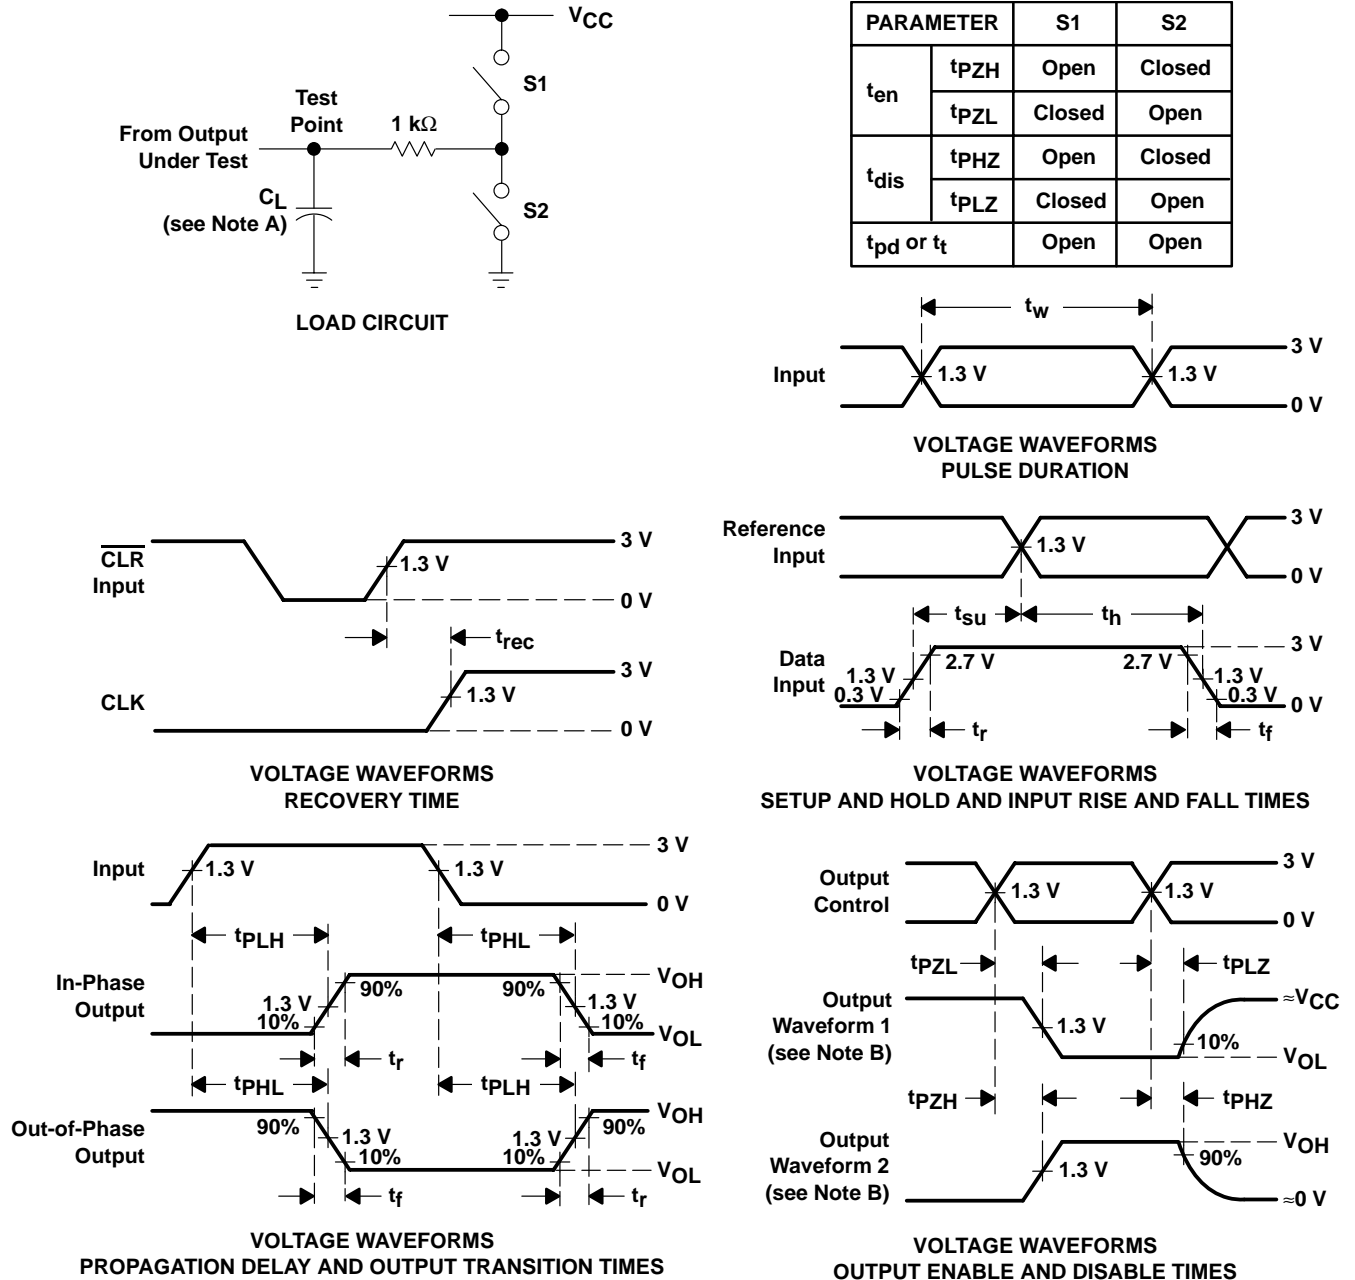 VCC
S1
Test
Point
1 kΩ
From Output
Under Test
CL
(see Note A)
S2
LOAD CIRCUIT
PARAMETER S1 S2
ten
tPZH Open Closed
tPZL Closed Open
tdis
tPHZ Open Closed
tPLZ Closed Open
tpd or tt Open Open
tw
3 V
Input
1.3 V
1.3 V
0 V
VOLTAGE WAVEFORMS
PULSE DURATION
CLR
Input
3 V
1.3 V
0 V
trec
CLK
3 V
1.3 V
0 V
VOLTAGE WAVEFORMS
RECOVERY TIME
Reference
Input
3 V
1.3 V
0 V
tsu
th
Data
Input
3 V
2.7 V
2.7 V
1.3 V
1.3 V
0.3 V
0.3 V
0 V
tr
tf
VOLTAGE WAVEFORMS
SETUP AND HOLD AND INPUT RISE AND FALL TIMES
Input
3 V
1.3 V
1.3 V
0 V
tPLH
tPHL
In-Phase
Output
VOH
90%
90%
1.3 V
1.3 V
10%
10%
VOL
tr
tf
tPHL
tPLH
Out-of-Phase
Output
VOH
90%
90%
1.3 V
1.3 V
10%
10%
VOL
tf
tr
VOLTAGE WAVEFORMS
PROPAGATION DELAY AND OUTPUT TRANSITION TIMES
Output
Control
3 V
1.3 V
1.3 V
0 V
tPZL
tPLZ
Output
Waveform 1
(see Note B)
≈VCC
1.3 V
10%
VOL
tPZH
tPHZ
Output
Waveform 2
(see Note B)
VOH
1.3 V
90%
≈0 V
VOLTAGE WAVEFORMS
OUTPUT ENABLE AND DISABLE TIMES